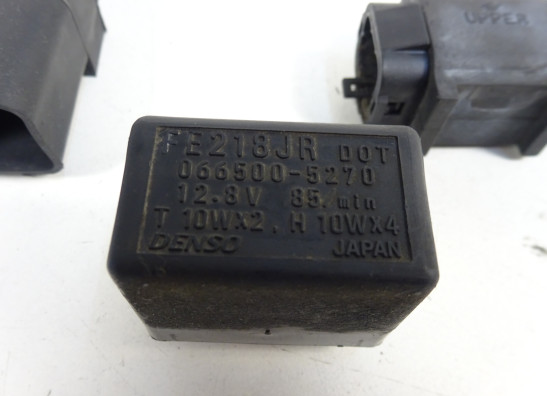 UPPER
FE218JR DOT
066500-5270
12.8V 85/min
T 10WX2, H 10WX4
DENSO JAPAN